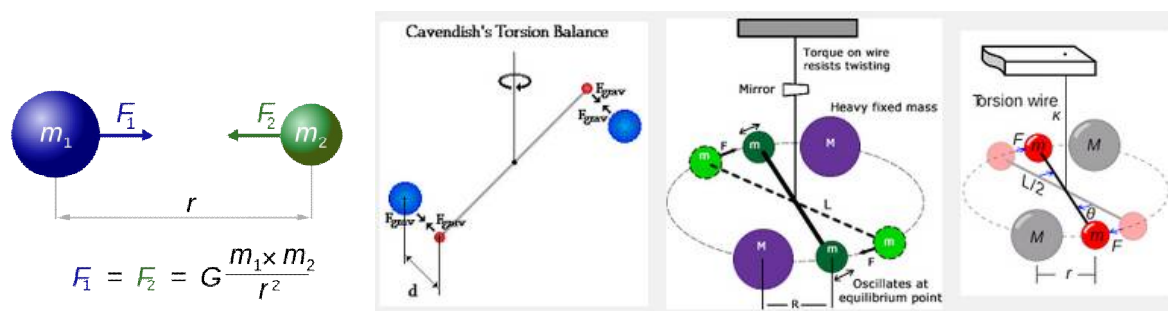 m1
F1
F2
m2
r
F1 = F2 = G m1 × m2 / r2
Cavendish's Torsion Balance
Fgrav
Fgrav
Fgrav
Fgrav
d
Torque on wire
resists twisting
Mirror
Heavy fixed mass
m
F
m
M
L
M
m
m
F
Oscillates at
equilibrium point
R
Torsion wire
κ
F
m
M
L/2
θ
M
m
F
r